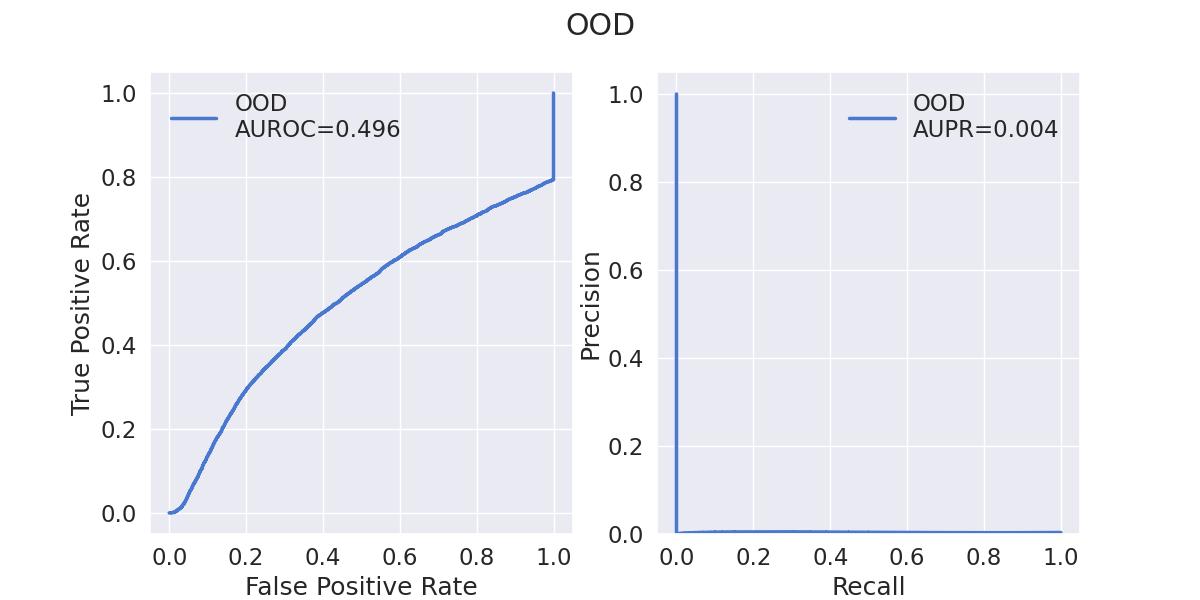 OOD
OOD
AUROC=0.496
True Positive Rate
1.0
0.8
0.6
0.4
0.2
0.0
0.0 0.2 0.4 0.6 0.8 1.0
False Positive Rate
OOD
AUPR=0.004
Precision
1.0
0.8
0.6
0.4
0.2
0.0
0.0 0.2 0.4 0.6 0.8 1.0
Recall